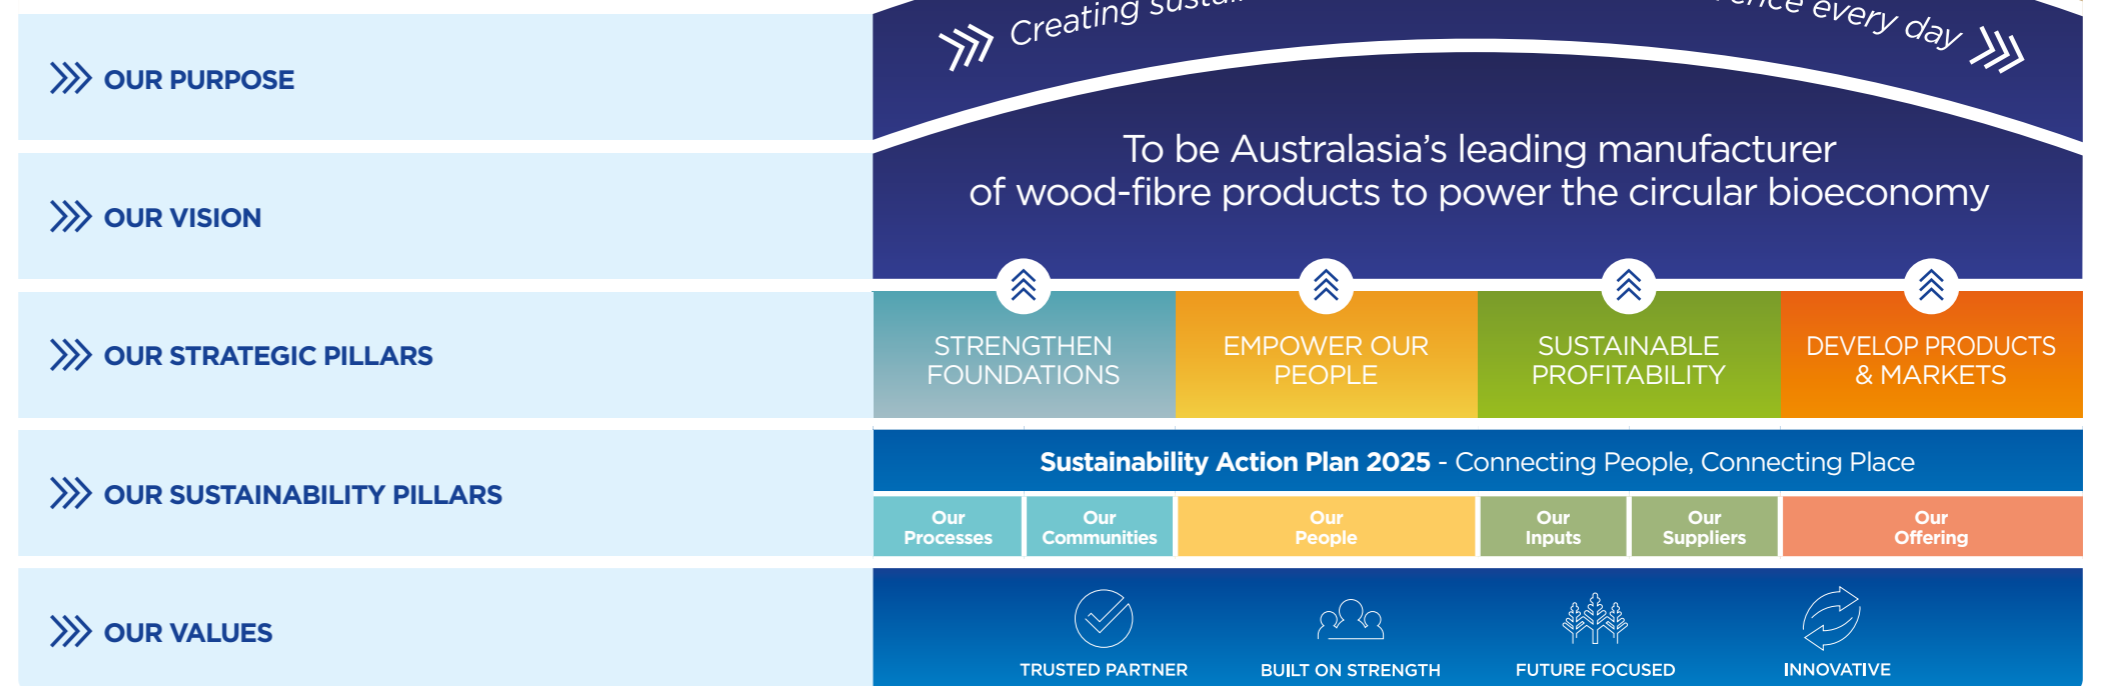 Creating
every day
OUR PURPOSE
To be Australasia's leading manufacturer
of wood-fibre products to power the circular bioeconomy
OUR VISION
OUR STRATEGIC PILLARS
STRENGTHEN
FOUNDATIONS
EMPOWER OUR
PEOPLE
SUSTAINABLE
PROFITABILITY
DEVELOP PRODUCTS
& MARKETS
OUR SUSTAINABILITY PILLARS
Sustainability Action Plan 2025 - Connecting People, Connecting Place
Our
Processes
Our
Communities
Our
People
Our
Inputs
Our
Suppliers
Our
Offering
OUR VALUES
TRUSTED PARTNER
BUILT ON STRENGTH
FUTURE FOCUSED
INNOVATIVE